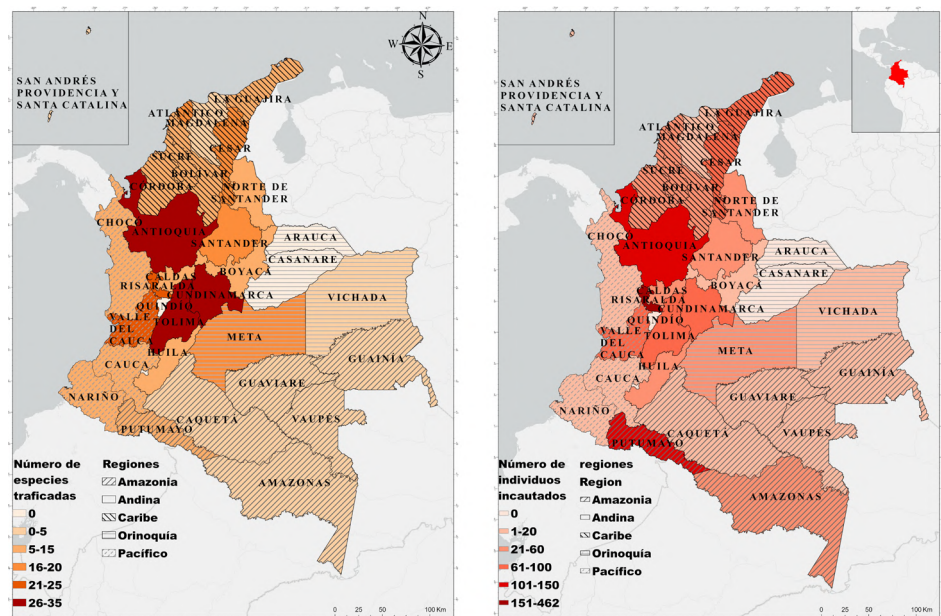 N
W
E
S
SAN ANDRÉS
PROVIDENCIA Y
SANTA CATALINA
LA GUAJIRA
ATLÁNTICO
MAGDALENA
CÉSAR
SUCRE
BOLÍVAR
CÓRDOBA
NORTE DE
SANTANDER
CHOCÓ
ANTIOQUIA
SANTANDER
ARAUCA
CASANARE
BOYACÁ
CALDAS
RISARALDA
CUNDINAMARCA
VICHADA
QUINDÍO
VALLE
DEL
CAUCA
TOLIMA
META
HUILA
CAUCA
GUAINÍA
GUAVIARE
NARIÑO
CAQUETÁ
VAUPÉS
PUTUMAYO
AMAZONAS
Número de
especies
traficadas
0
0-5
5-15
16-20
21-25
26-35
Regiones
Amazonia
Andina
Caribe
Orinoquía
Pacífico
0 25 50 100 Km
SAN ANDRÉS
PROVIDENCIA Y
SANTA CATALINA
LA GUAJIRA
ATLÁNTICO
MAGDALENA
CÉSAR
SUCRE
BOLÍVAR
CÓRDOBA
NORTE DE
SANTANDER
CHOCO
ANTIOQUIA
SANTANDER
ARAUCA
CASANARE
BOYACÁ
CALDAS
RISARALDA
CUNDINAMARCA
VICHADA
QUINDÍO
VALLE
DEL
CAUCA
TOLIMA
META
HUILA
CAUCA
GUAINÍA
GUAVIARE
NARIÑO
CAQUETÁ
VAUPÉS
PUTUMAYO
AMAZONAS
Número de
individuos
incautados
0
1-20
21-60
61-100
101-150
151-462
regiones
Region
Amazonia
Andina
Caribe
Orinoquía
Pacífico
0 25 50 100 Km